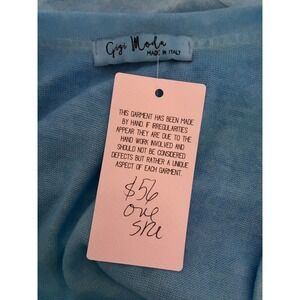 Gigi Moda
MADE IN ITALY
THIS GARMENT HAS BEEN MADE
BY HAND. IF IRREGULARITIES
APPEAR THEY ARE DUE TO THE
HAND WORK INVOLVED AND
SHOULD NOT BE CONSIDERED
DEFECTS BUT RATHER A UNIQUE
ASPECT OF EACH GARMENT.
$56
one
size